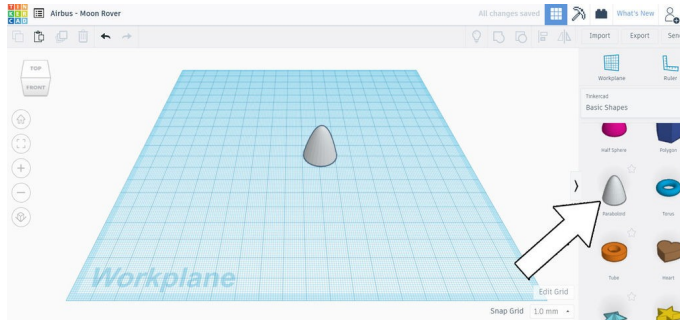 TIN
KER
CAD
Airbus - Moon Rover
All changes saved
What's New
Import
Export
TOP
FRONT
Workplane
Ruler
Tinkercad
Basic Shapes
Half Sphere
Polygon
Paraboloid
Torus
Tube
Heart
Workplane
Edit Grid
Snap Grid
1.0 mm